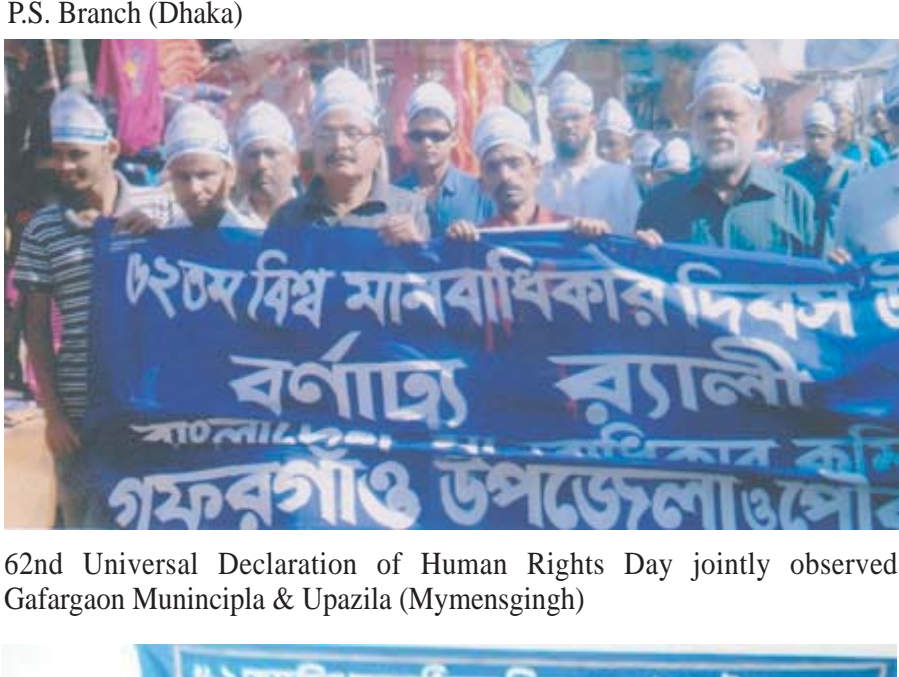 P.S. Branch (Dhaka)
৬২তম বিশ্ব মানবাধিকার দিবস উ
বর্ণাঢ্য র‍্যালী
বাংলাদেশ মা বাধিকার কমি
গফরগাঁও উপজেলা ও পৌর
62nd Universal Declaration of Human Rights Day jointly observed
Gafargaon Munincipla & Upazila (Mymensgingh)